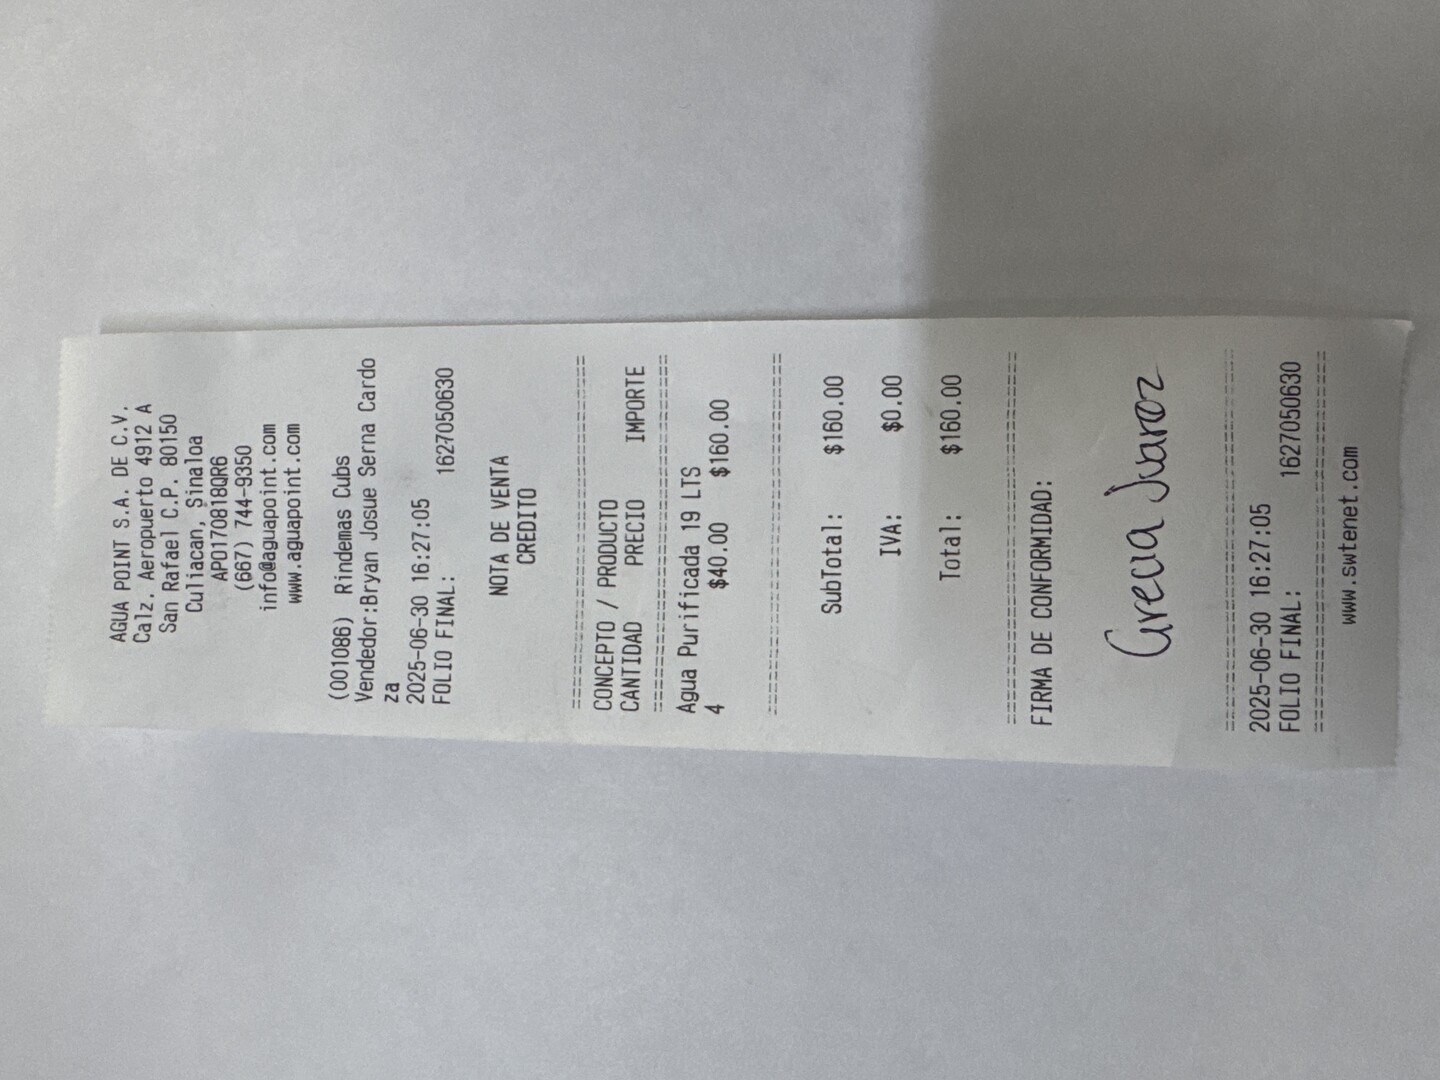 AGUA POINT S.A. DE C.V.
Calz. Aeropuerto 4912 A
San Rafael C.P. 80150
Culiacan, Sinaloa
APO170818QR6
(667) 744-9350
info@aguapoint.com
www.aguapoint.com
(001086) Rindemas Cubs
Vendedor:Bryan Josue Serna Cardo
za
2025-06-30 16:27:05
FOLIO FINAL: 1627050630
NOTA DE VENTA
CREDITO
================================
CONCEPTO / PRODUCTO
CANTIDAD PRECIO IMPORTE
================================
Agua Purificada 19 LTS
4 $40.00 $160.00
================================
SubTotal: $160.00
IVA: $0.00
Total: $160.00
================================
FIRMA DE CONFORMIDAD:
Grecia Juarez
================================
2025-06-30 16:27:05
FOLIO FINAL: 1627050630
================================
www.swtenet.com